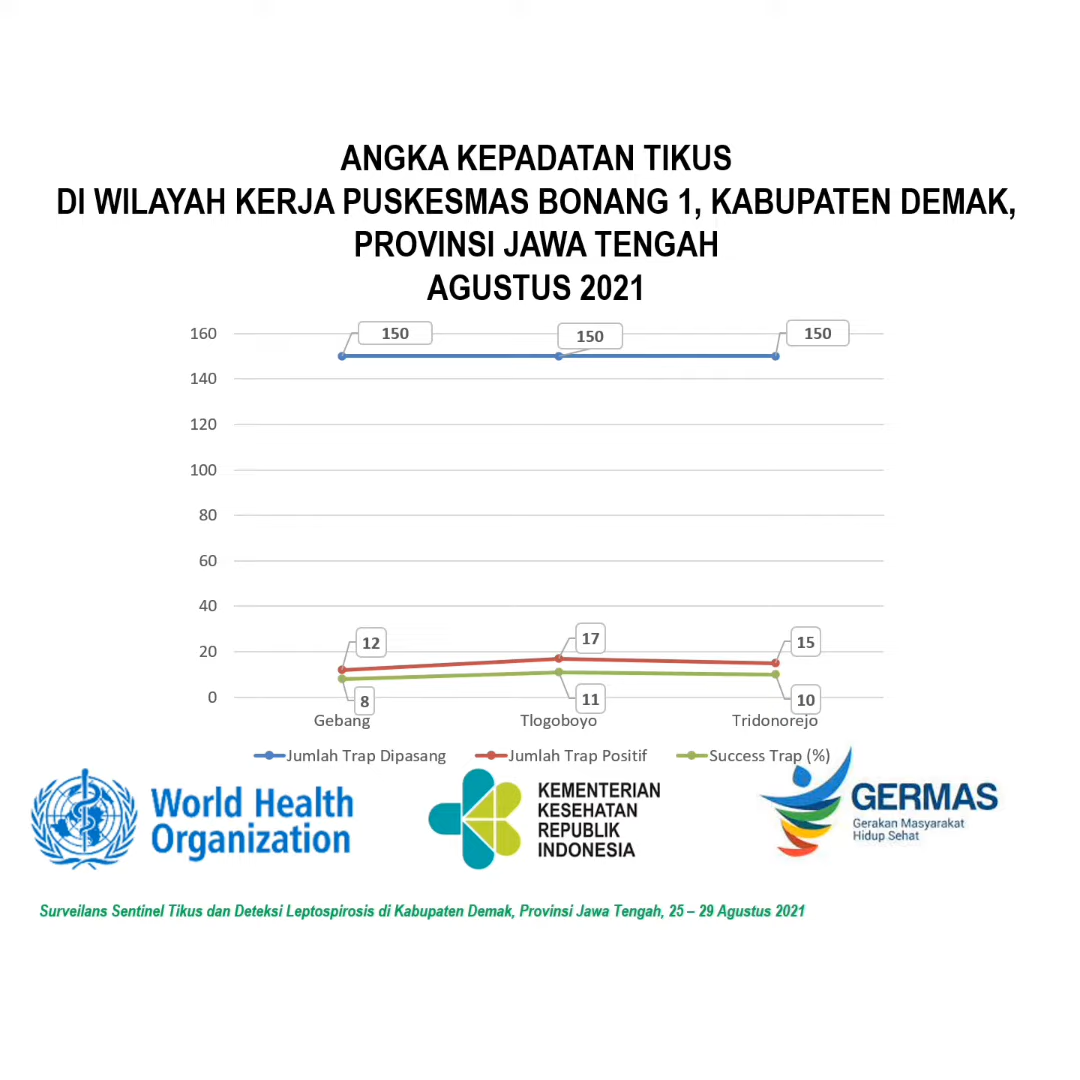 ANGKA KEPADATAN TIKUS
DI WILAYAH KERJA PUSKESMAS BONANG 1, KABUPATEN DEMAK,
PROVINSI JAWA TENGAH
AGUSTUS 2021
160
150
150
150
140
120
100
80
60
40
20
12
17
15
0
8
11
10
Gebang
Tlogoboyo
Tridonorejo
Jumlah Trap Dipasang
Jumlah Trap Positif
Success Trap (%)
World Health
Organization
KEMENTERIAN
KESEHATAN
REPUBLIK
INDONESIA
GERMAS
Gerakan Masyarakat
Hidup Sehat
Surveilans Sentinel Tikus dan Deteksi Leptospirosis di Kabupaten Demak, Provinsi Jawa Tengah, 25 – 29 Agustus 2021